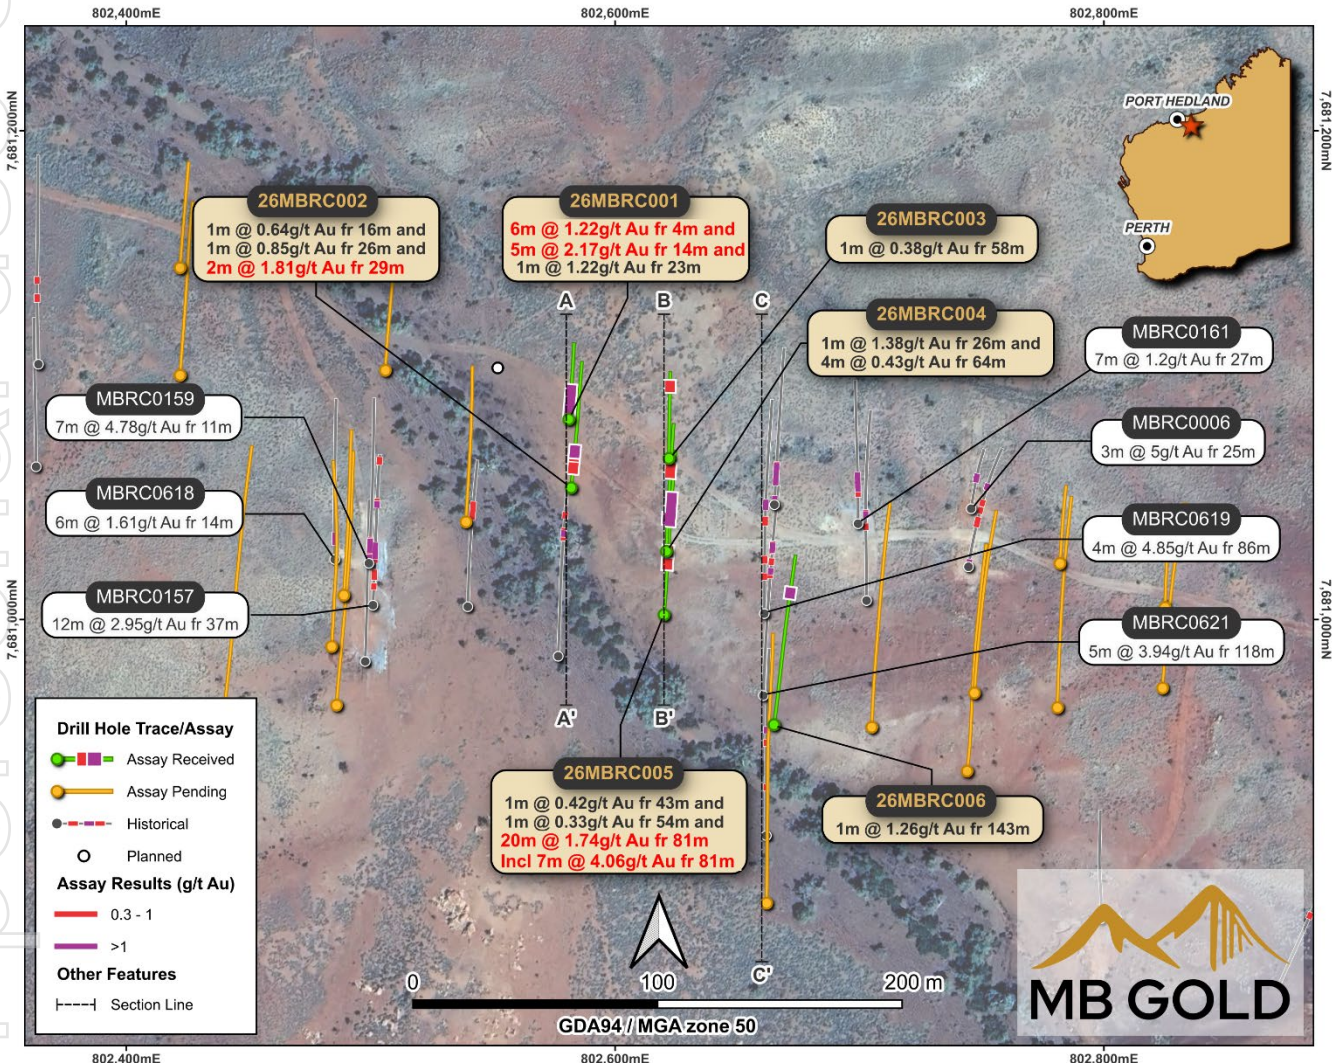 802,400mE
802,600mE
802,800mE
7,681,200mN
7,681,200mN
PORT HEDLAND
PERTH
26MBRC002
1m @ 0.64g/t Au fr 16m and
1m @ 0.85g/t Au fr 26m and
2m @ 1.81g/t Au fr 29m
26MBRC001
6m @ 1.22g/t Au fr 4m and
5m @ 2.17g/t Au fr 14m and
1m @ 1.22g/t Au fr 23m
26MBRC003
1m @ 0.38g/t Au fr 58m
A
B
C
26MBRC004
1m @ 1.38g/t Au fr 26m and
4m @ 0.43g/t Au fr 64m
MBRC0161
7m @ 1.2g/t Au fr 27m
MBRC0159
7m @ 4.78g/t Au fr 11m
MBRC0006
3m @ 5g/t Au fr 25m
MBRC0618
6m @ 1.61g/t Au fr 14m
MBRC0619
4m @ 4.85g/t Au fr 86m
MBRC0157
12m @ 2.95g/t Au fr 37m
7,681,000mN
7,681,000mN
MBRC0621
5m @ 3.94g/t Au fr 118m
A'
B'
Drill Hole Trace/Assay
Assay Received
Assay Pending
Historical
Planned
Assay Results (g/t Au)
0.3 - 1
>1
Other Features
Section Line
26MBRC005
1m @ 0.42g/t Au fr 43m and
1m @ 0.33g/t Au fr 54m and
20m @ 1.74g/t Au fr 81m
Incl 7m @ 4.06g/t Au fr 81m
26MBRC006
1m @ 1.26g/t Au fr 143m
C'
0 100 200 m
GDA94 / MGA zone 50
MB GOLD
802,400mE
802,600mE
802,800mE